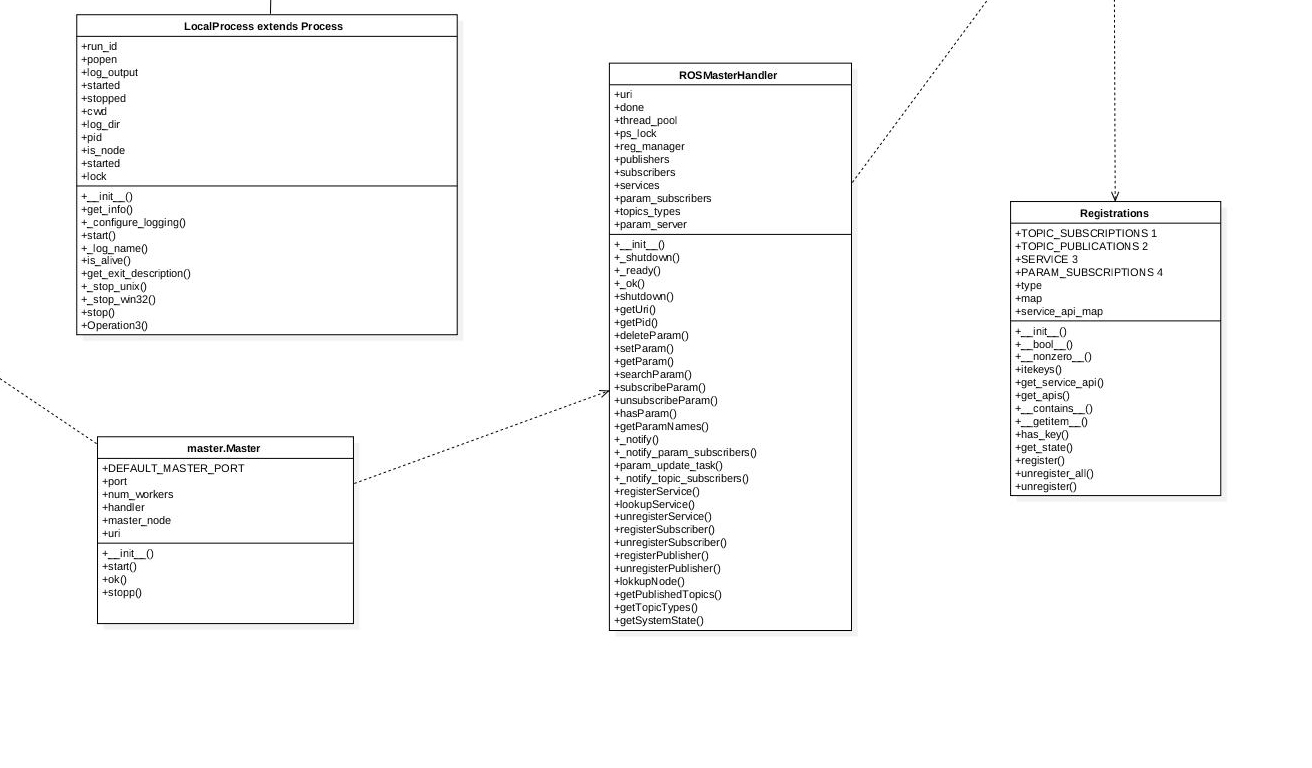 LocalProcess extends Process
+run_id
+popen
+log_output
+started
+stopped
+cwd
+log_dir
+pid
+is_node
+started
+lock
+__init__()
+get_info()
+_configure_logging()
+start()
+_log_name()
+is_alive()
+get_exit_description()
+_stop_unix()
+_stop_win32()
+stop()
+Operation3()
master.Master
+DEFAULT_MASTER_PORT
+port
+num_workers
+handler
+master_node
+uri
+__init__()
+start()
+ok()
+stopp()
ROSMasterHandler
+uri
+done
+thread_pool
+ps_lock
+reg_manager
+publishers
+subscribers
+services
+param_subscribers
+topics_types
+param_server
+__init__()
+_shutdown()
+_ready()
+_ok()
+shutdown()
+getUri()
+getPid()
+deleteParam()
+setParam()
+getParam()
+searchParam()
+subscribeParam()
+unsubscribeParam()
+hasParam()
+getParamNames()
+_notify()
+_notify_param_subscribers()
+param_update_task()
+_notify_topic_subscribers()
+registerService()
+lookupService()
+unregisterService()
+registerSubscriber()
+unregisterSubscriber()
+registerPublisher()
+unregisterPublisher()
+lokkupNode()
+getPublishedTopics()
+getTopicTypes()
+getSystemState()
Registrations
+TOPIC_SUBSCRIPTIONS 1
+TOPIC_PUBLICATIONS 2
+SERVICE 3
+PARAM_SUBSCRIPTIONS 4
+type
+map
+service_api_map
+__init__()
+__bool__()
+__nonzero__()
+itekeys()
+get_service_api()
+get_apis()
+__contains__()
+__getitem__()
+has_key()
+get_state()
+register()
+unregister_all()
+unregister()